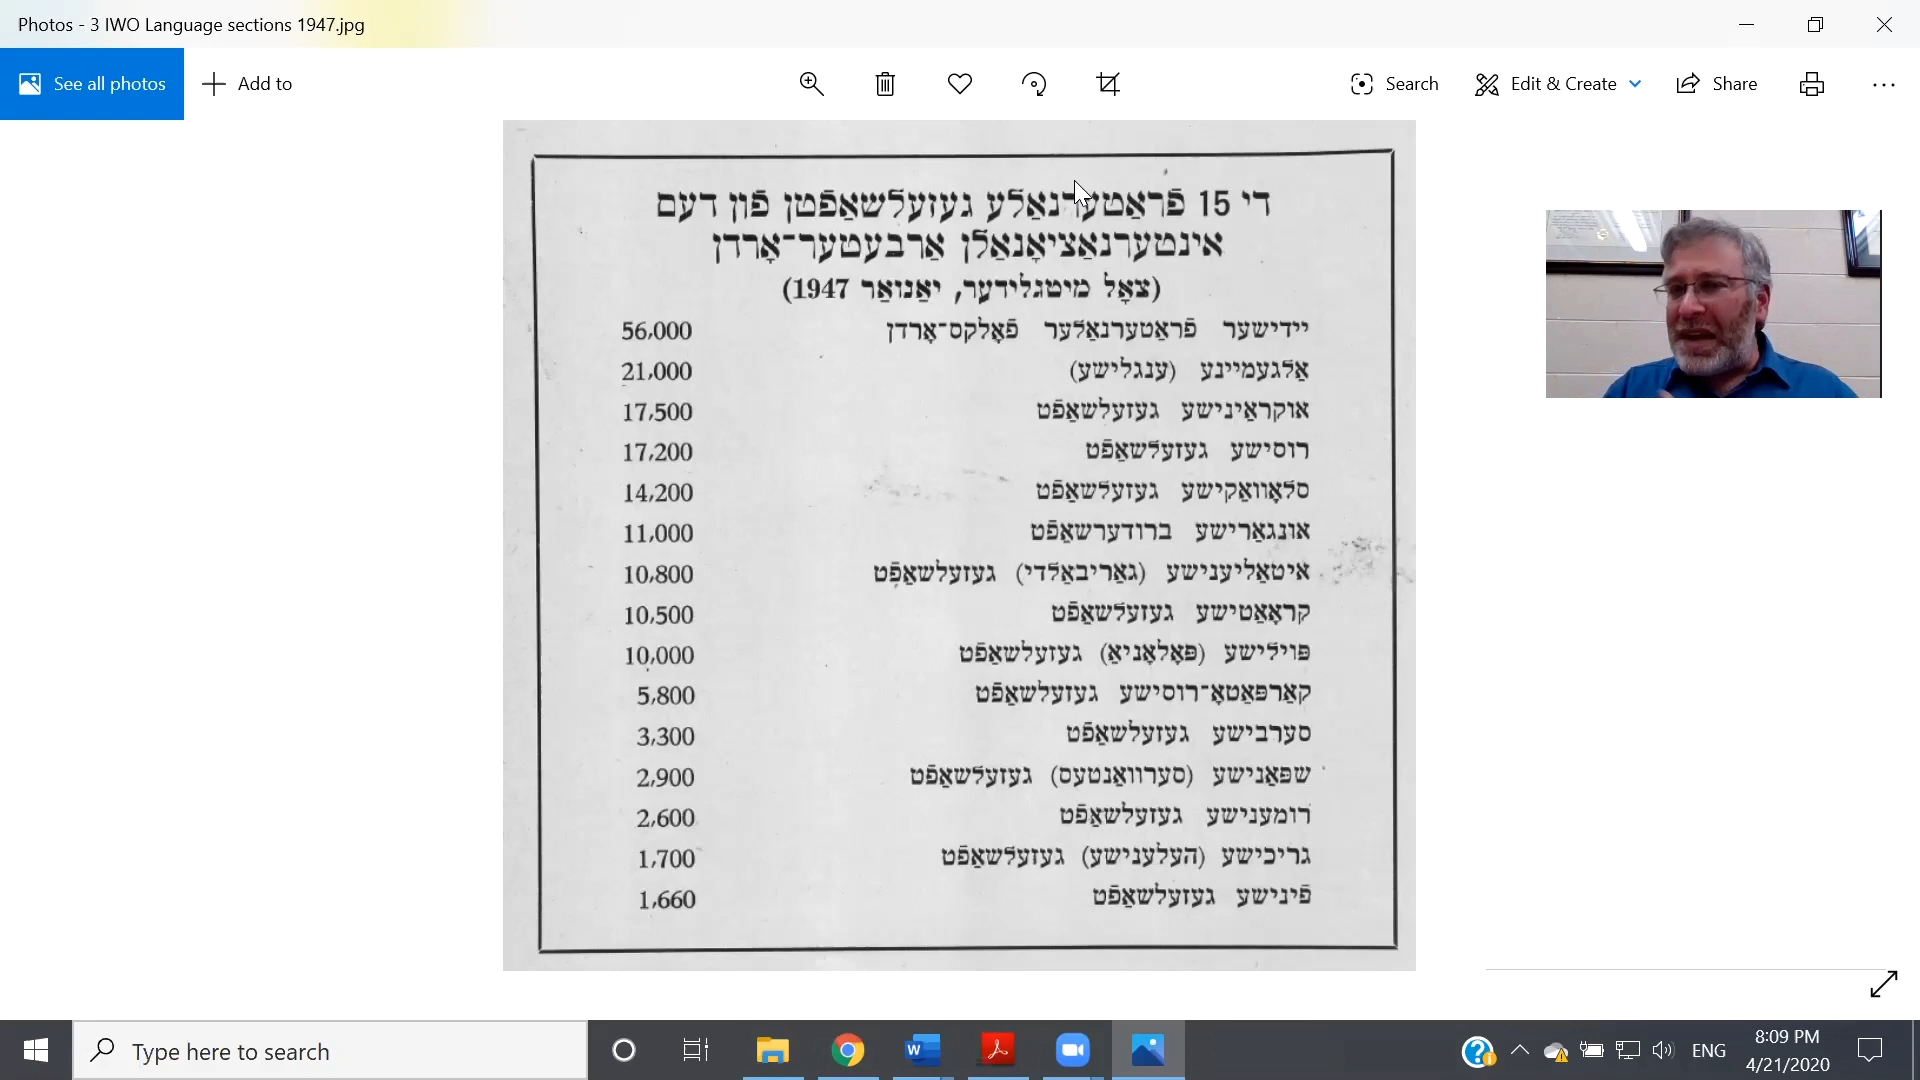 Photos - 3 IWO Language sections 1947.jpg
See all photos
Add to
Search
Edit & Create
Share
די 15 פֿראַטערנאַלע געזעלשאַפֿטן פֿון דעם
אינטערנאַציאָנאַלן אַרבעטער־אָרדן
(צאָל מיטגלידער, יאַנואַר 1947)
יידישער פֿראַטערנאַלער פֿאָלקס־אָרדן 56,000
אַלגעמיינע (ענגלישע) 21,000
אוקראַינישע געזעלשאַפֿט 17,500
רוסישע געזעלשאַפֿט 17,200
סלאָוואַקישע געזעלשאַפֿט 14,200
אונגאַרישע ברודערשאַפֿט 11,000
איטאַליענישע (גאַריבאַלדי) געזעלשאַפֿט 10,800
קראָאַטישע געזעלשאַפֿט 10,500
פּוילישע (פּאָלאָניאַ) געזעלשאַפֿט 10,000
קאַרפּאַטאָ־רוסישע געזעלשאַפֿט 5,800
סערבישע געזעלשאַפֿט 3,300
שפּאַנישע (סערוואַנטעס) געזעלשאַפֿט 2,900
רומענישע געזעלשאַפֿט 2,600
גריכישע (העלענישע) געזעלשאַפֿט 1,700
פֿינישע געזעלשאַפֿט 1,660
Type here to search
ENG
8:09 PM
4/21/2020